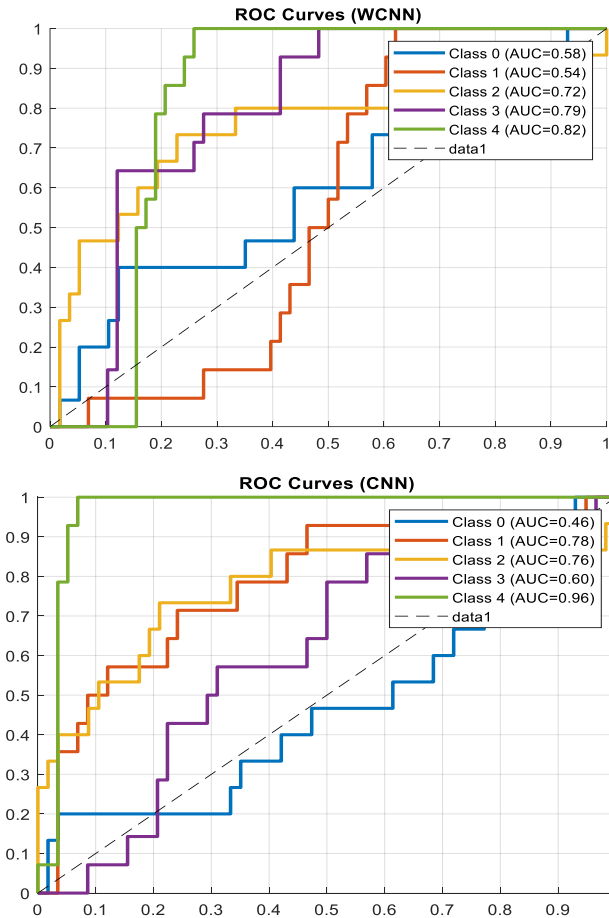 ROC Curves (WCNN)
1
0.9
0.8
0.7
0.6
0.5
0.4
0.3
0.2
0.1
0
Class 0 (AUC=0.58)
Class 1 (AUC=0.54)
Class 2 (AUC=0.72)
Class 3 (AUC=0.79)
Class 4 (AUC=0.82)
data1
0 0.1 0.2 0.3 0.4 0.5 0.6 0.7 0.8 0.9 1
ROC Curves (CNN)
1
0.9
0.8
0.7
0.6
0.5
0.4
0.3
0.2
0.1
0
Class 0 (AUC=0.46)
Class 1 (AUC=0.78)
Class 2 (AUC=0.76)
Class 3 (AUC=0.60)
Class 4 (AUC=0.96)
data1
0 0.1 0.2 0.3 0.4 0.5 0.6 0.7 0.8 0.9